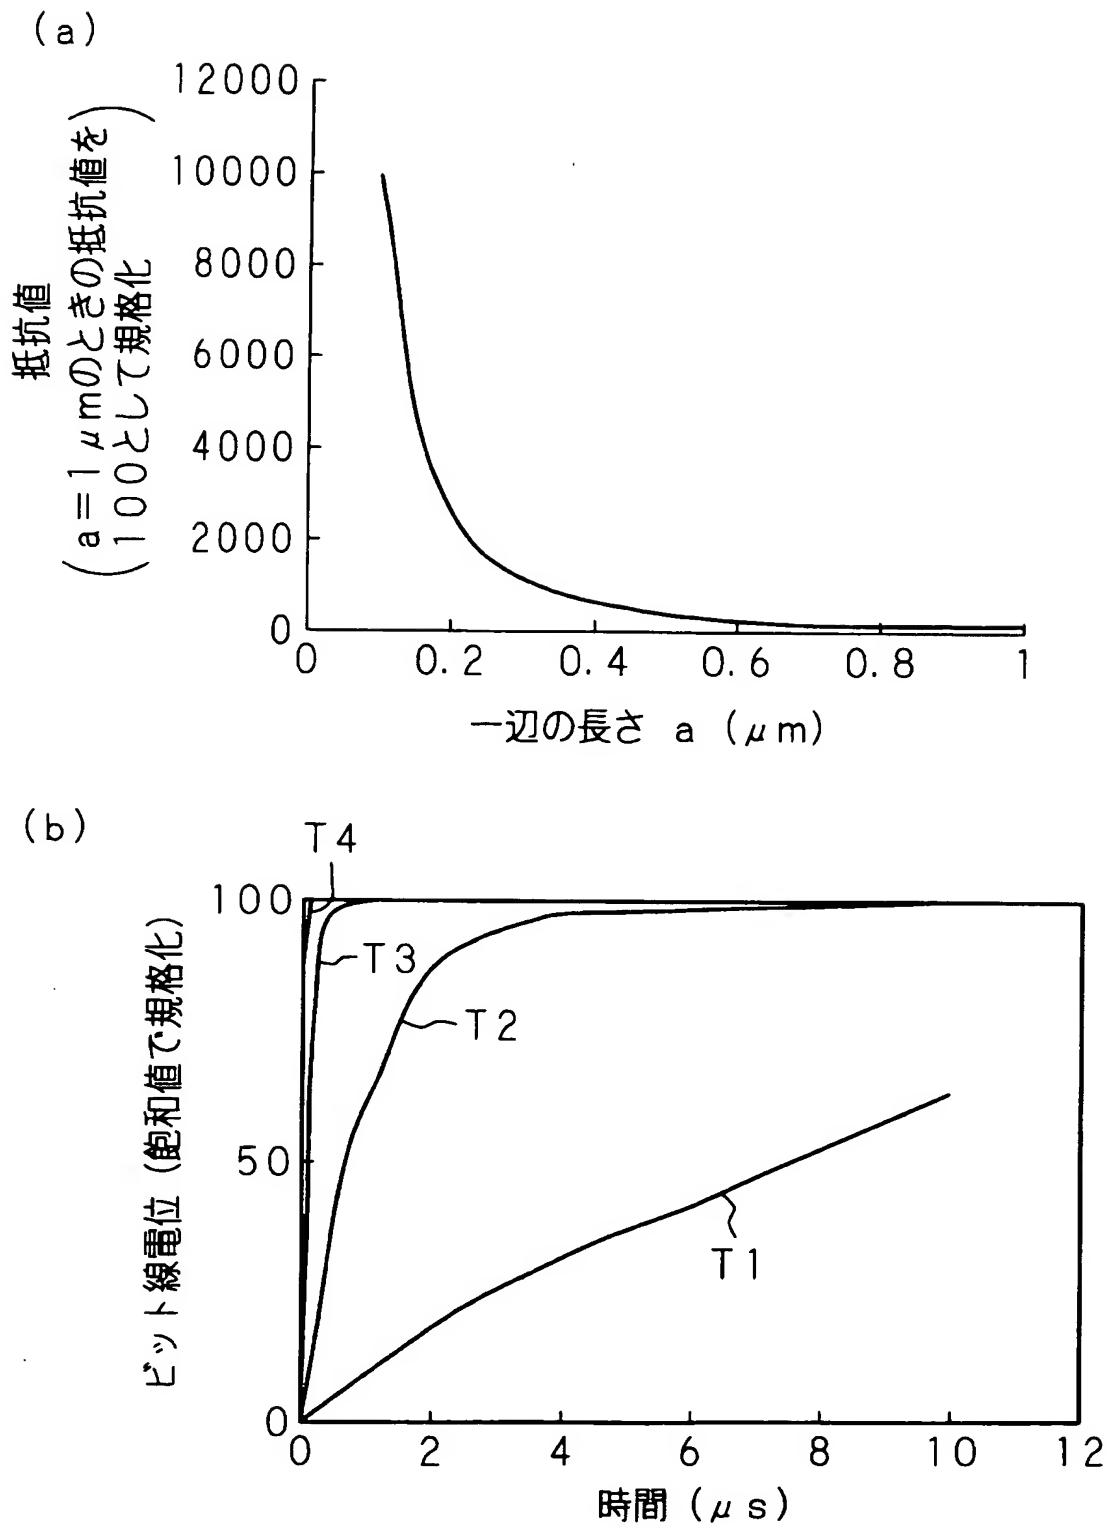 (a)
抵抗値
(a=1μmのときの抵抗値を
100として規格化)
12000
10000
8000
6000
4000
2000
0
0 0.2 0.4 0.6 0.8 1
一辺の長さ a (μm)
(b)
T4
ビット線電位 (飽和値で規格化)
100
T3
T2
50
T1
0
0 2 4 6 8 10 12
時間 (μs)